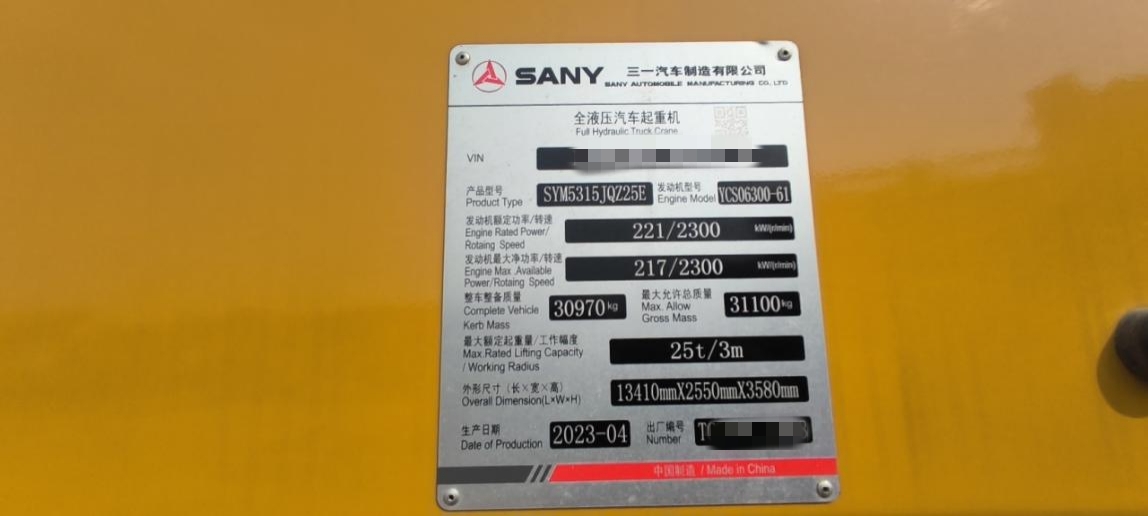 SANY 三一汽车制造有限公司
SANY AUTOMOBILE MANUFACTURING CO., LTD
全液压汽车起重机
Full Hydraulic Truck Crane
VIN
产品型号 SYM5315JQZ25E 发动机型号 YCS06300-61
Product Type Engine Model
发动机额定功率/转速
Engine Rated Power/ 221/2300 kW/(r/min)
Rotaing Speed
发动机最大净功率/转速
Engine Max .Available 217/2300 kW/(r/min)
Power/Rotaing Speed
整车整备质量 最大允许总质量
Complete Vehicle 30970kg Max. Allow 31100kg
Kerb Mass Gross Mass
最大额定起重量/工作幅度
Max.Rated Lifting Capacity 25t/3m
/ Working Radius
外形尺寸（长×宽×高） 13410mmX2550mmX3580mm
Overall Dimension(L×W×H)
生产日期 2023-04 出厂编号
Date of Production Number
中国制造 / Made in China